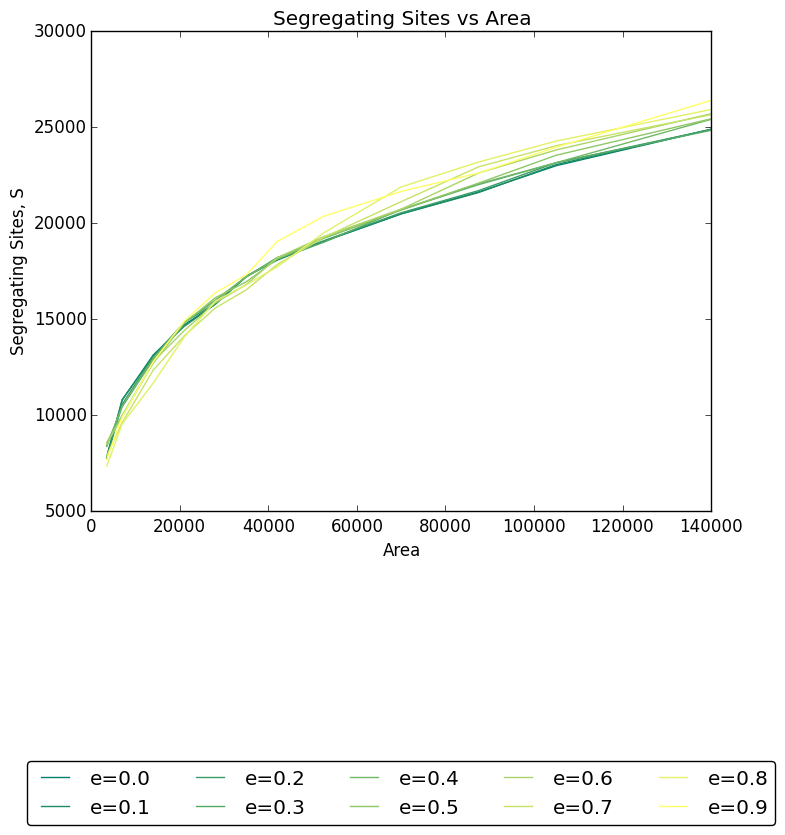 Segregating Sites vs Area
30000
25000
20000
15000
10000
5000
Segregating Sites, S
0 20000 40000 60000 80000 100000 120000 140000
Area
e=0.0 e=0.2 e=0.4 e=0.6 e=0.8
e=0.1 e=0.3 e=0.5 e=0.7 e=0.9